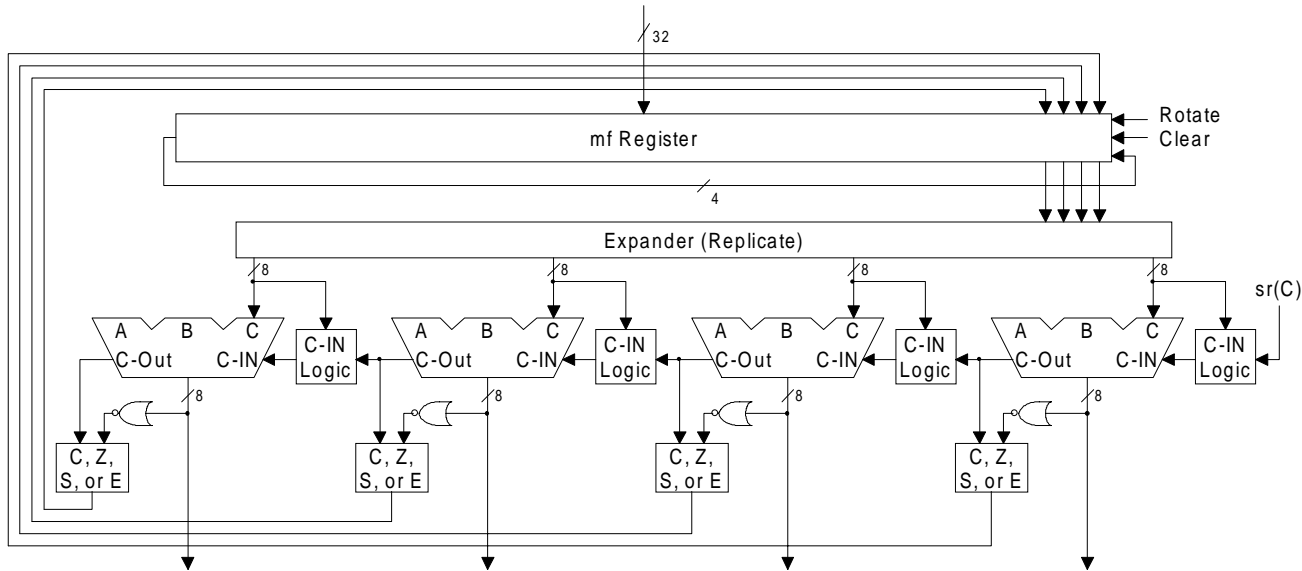 32
Rotate
mf Register
Clear
4
Expander (Replicate)
8
8
8
8
sr(C)
A B C
C-IN
Logic
A B C
C-IN
Logic
A B C
C-IN
Logic
A B C
C-IN
Logic
C-Out C-IN
C-Out C-IN
C-Out C-IN
C-Out C-IN
8
8
8
8
C, Z,
S, or E
C, Z,
S, or E
C, Z,
S, or E
C, Z,
S, or E